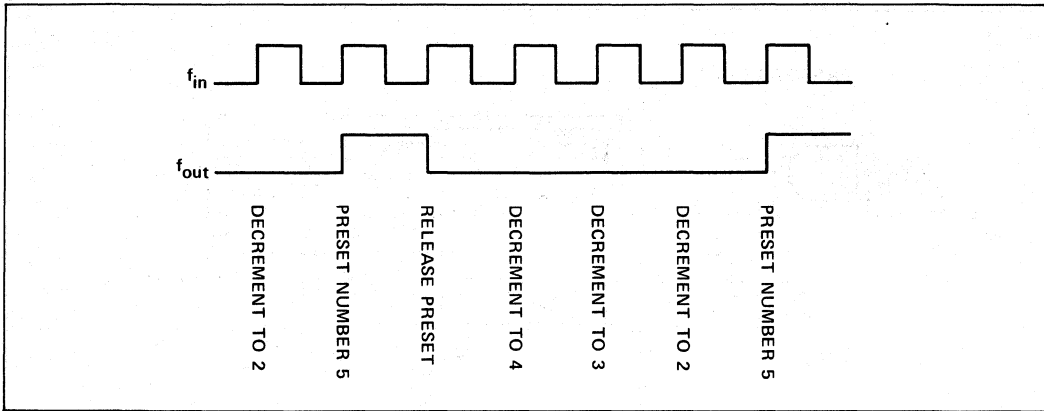 fin
fout
DECREMENT TO 2
PRESET NUMBER 5
RELEASE PRESET
DECREMENT TO 4
DECREMENT TO 3
DECREMENT TO 2
PRESET NUMBER 5